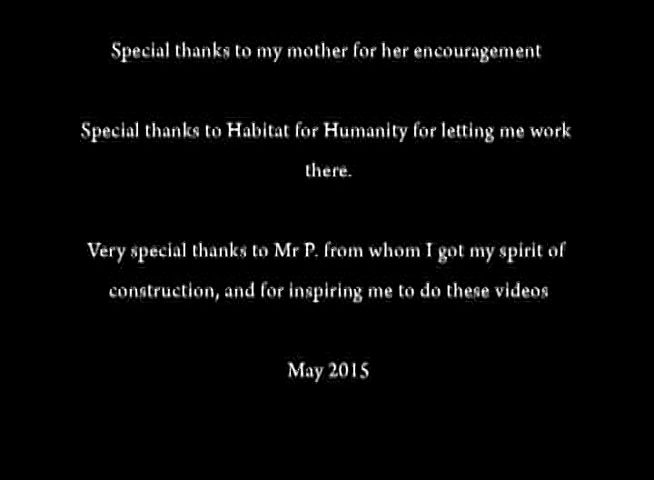 Special thanks to my mother for her encouragement
Special thanks to Habitat for Humanity for letting me work
there.
Very special thanks to Mr P. from whom I got my spirit of
construction, and for inspiring me to do these videos
May 2015